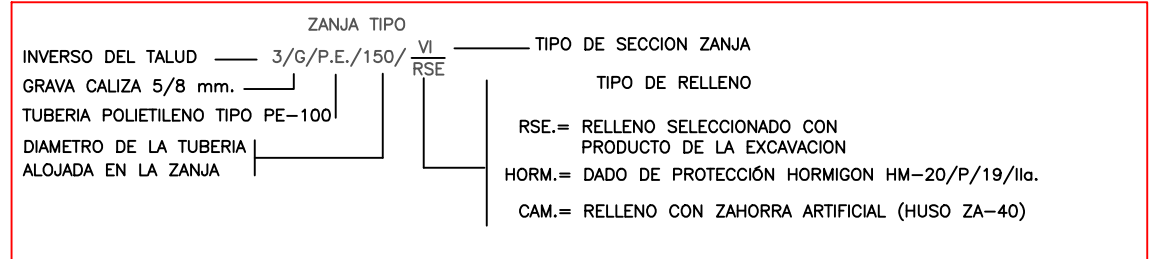 ZANJA TIPO
INVERSO DEL TALUD 3/G/P.E./150/ VI/RSE TIPO DE SECCION ZANJA
GRAVA CALIZA 5/8 mm.
TUBERIA POLIETILENO TIPO PE-100
DIAMETRO DE LA TUBERIA
ALOJADA EN LA ZANJA
TIPO DE RELLENO
RSE.= RELLENO SELECCIONADO CON
PRODUCTO DE LA EXCAVACION
HORM.= DADO DE PROTECCIÓN HORMIGON HM-20/P/19/IIa.
CAM.= RELLENO CON ZAHORRA ARTIFICIAL (HUSO ZA-40)